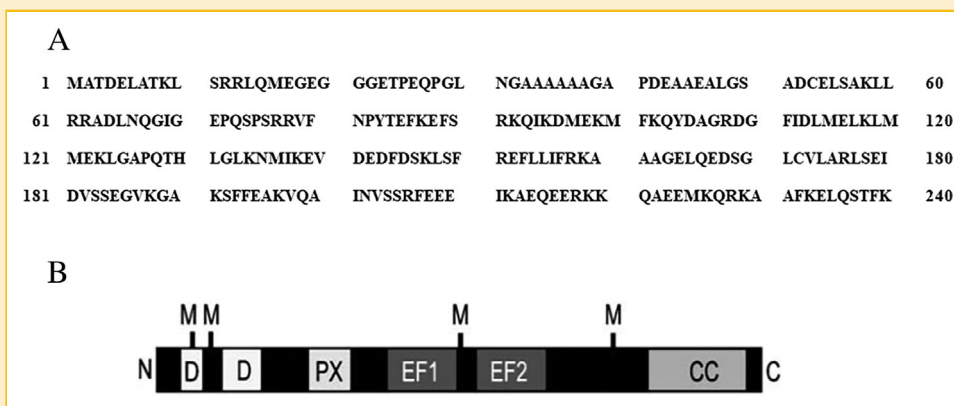 A
1 MATDELATKL SRRLQMEGEG GGETPEQPGL NGAAAAAAGA PDEAAEALGS ADCELSAKLL 60
61 RRADLNQGIG EPQSPSRRVF NPYTEFKEFS RKQIKDMEKM FKQYDAGRDG FIDLMELKLM 120
121 MEKLGAPQTH LGLKNMIKEV DEDFDSKLSF REFLLIFRKA AAGELQEDSG LCVLARLSEI 180
181 DVSSEGVKGA KSFFEAKVQA INVSSRFEEE IKAEQEERKK QAEEMKQRKA AFKELQSTFK 240
B
M M M M
N D D PX EF1 EF2 CC C